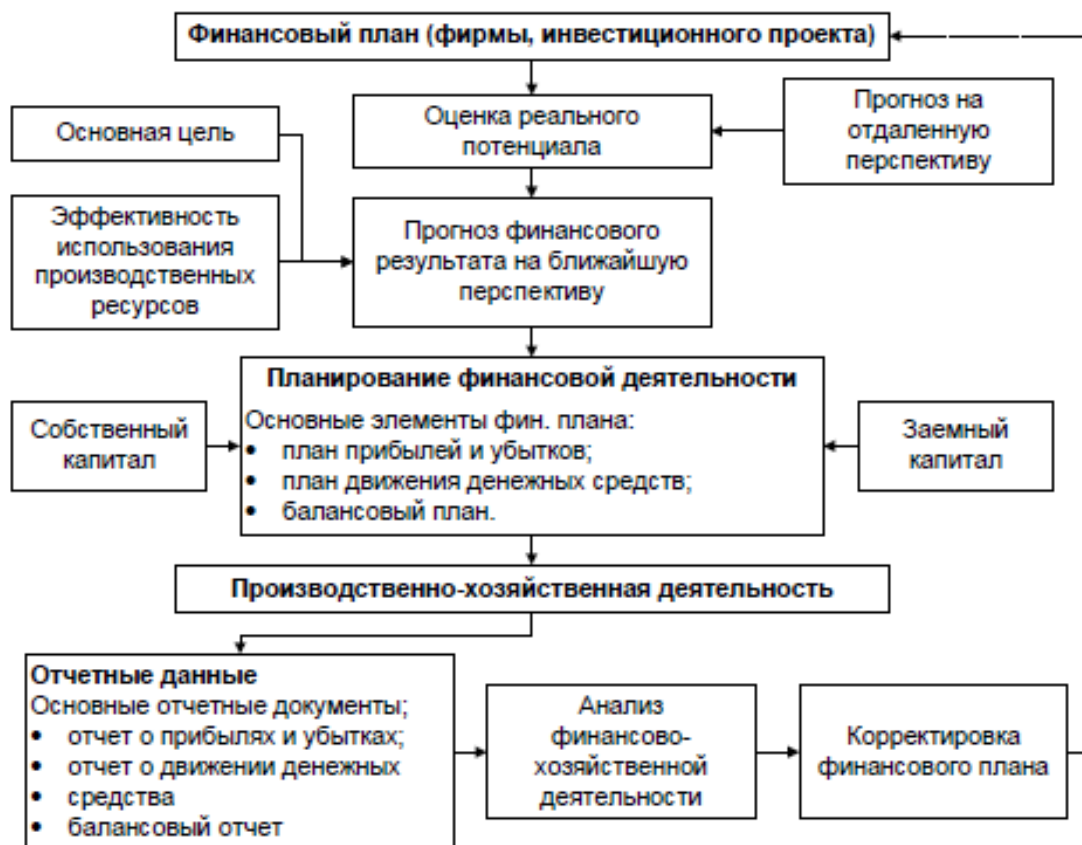 Финансовый план (фирмы, инвестиционного проекта)
Основная цель
Оценка реального
потенциала
Прогноз на
отдаленную
перспективу
Эффективность
использования
производственных
ресурсов
Прогноз финансового
результата на ближайшую
перспективу
Планирование финансовой деятельности
Основные элементы фин. плана:
• план прибылей и убытков;
• план движения денежных средств;
• балансовый план.
Собственный
капитал
Заемный
капитал
Производственно-хозяйственная деятельность
Отчетные данные
Основные отчетные документы;
• отчет о прибылях и убытках;
• отчет о движении денежных
• средства
• балансовый отчет
Анализ
финансово-
хозяйственной
деятельности
Корректировка
финансового плана